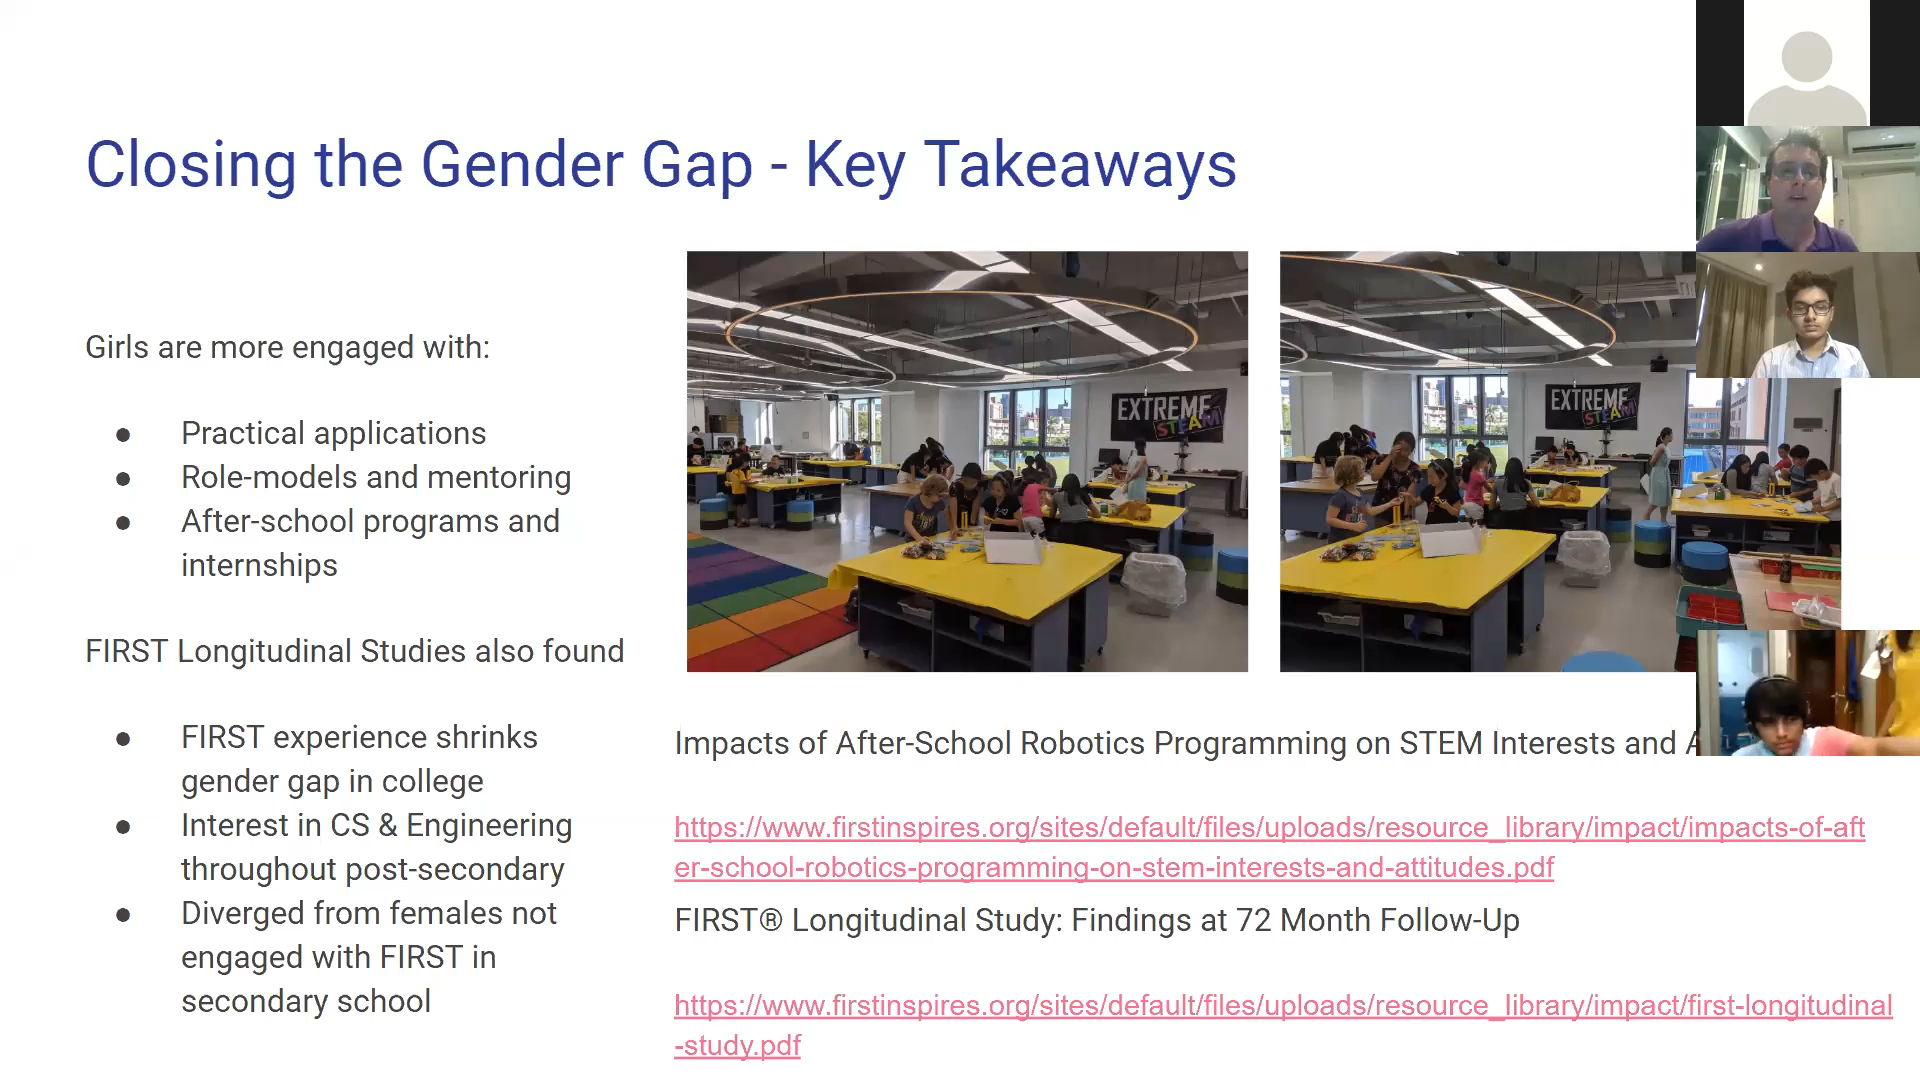 Closing the Gender Gap - Key Takeaways
Girls are more engaged with:
● Practical applications
● Role-models and mentoring
● After-school programs and
internships
FIRST Longitudinal Studies also found
● FIRST experience shrinks
gender gap in college
● Interest in CS & Engineering
throughout post-secondary
● Diverged from females not
engaged with FIRST in
secondary school
EXTREME
STEAM
EXTREME
STEAM
Impacts of After-School Robotics Programming on STEM Interests and
https://www.firstinspires.org/sites/default/files/uploads/resource_library/impact/impacts-of-aft
er-school-robotics-programming-on-stem-interests-and-attitudes.pdf
FIRST® Longitudinal Study: Findings at 72 Month Follow-Up
https://www.firstinspires.org/sites/default/files/uploads/resource_library/impact/first-longitudinal
-study.pdf